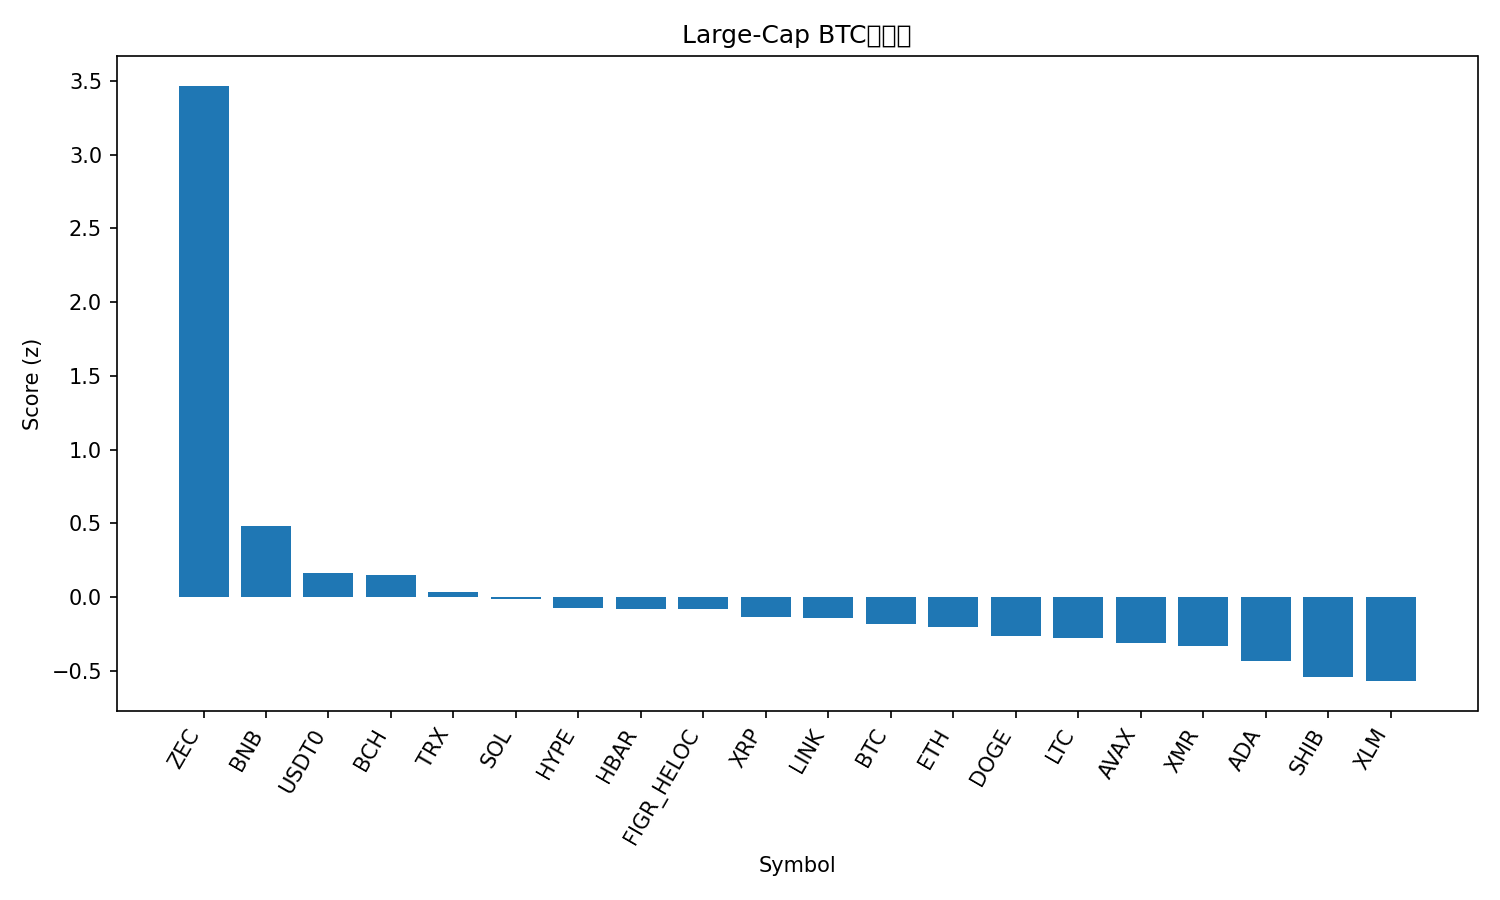 Large-Cap BTC
Score (z)
3.5
3.0
2.5
2.0
1.5
1.0
0.5
0.0
−0.5
ZEC
BNB
USDT0
BCH
TRX
SOL
HYPE
HBAR
FIGR_HELOC
XRP
LINK
BTC
ETH
DOGE
LTC
AVAX
XMR
ADA
SHIB
XLM
Symbol